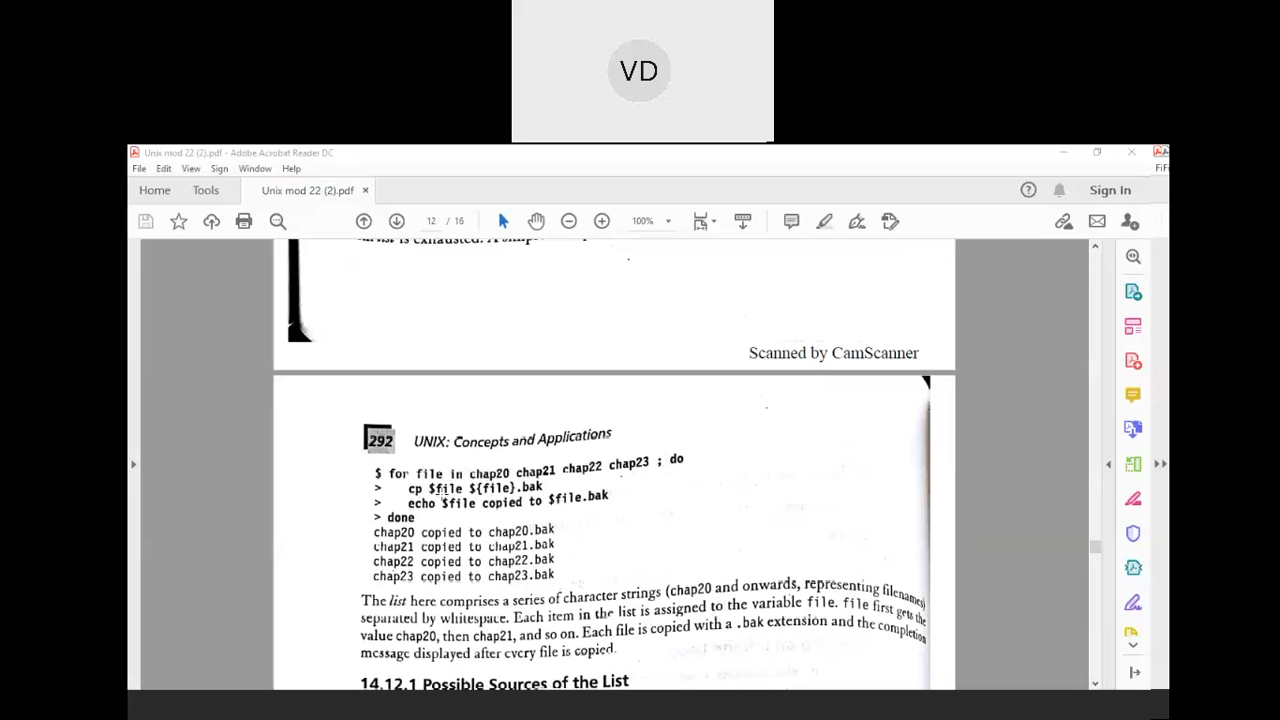 VD
Unix mod 22 (2).pdf - Adobe Acrobat Reader DC
File Edit View Sign Window Help
FiFi
Home Tools Unix mod 22 (2).pdf × Sign In
12 / 16 100%
is exhausted. A
Scanned by CamScanner
292 UNIX: Concepts and Applications
$ for file in chap20 chap21 chap22 chap23 ; do
> cp $file ${file}.bak
> echo $file copied to $file.bak
> done
chap20 copied to chap20.bak
chap21 copied to chap21.bak
chap22 copied to chap22.bak
chap23 copied to chap23.bak
The list here comprises a series of character strings (chap20 and onwards, representing filenames)
separated by whitespace. Each item in the list is assigned to the variable file. file first gets the
value chap20, then chap21, and so on. Each file is copied with a .bak extension and the completion
message displayed after every file is copied.
14.12.1 Possible Sources of the List